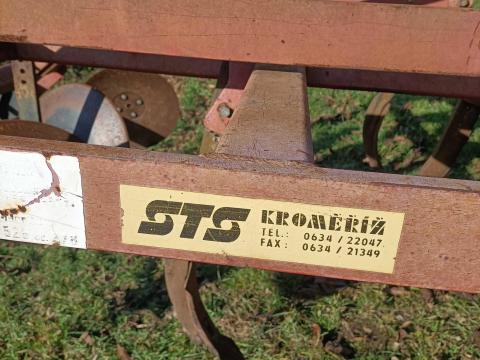 STS KROMĚŘÍŽ
TEL.: 0634 / 22047
FAX: 0634 / 21349